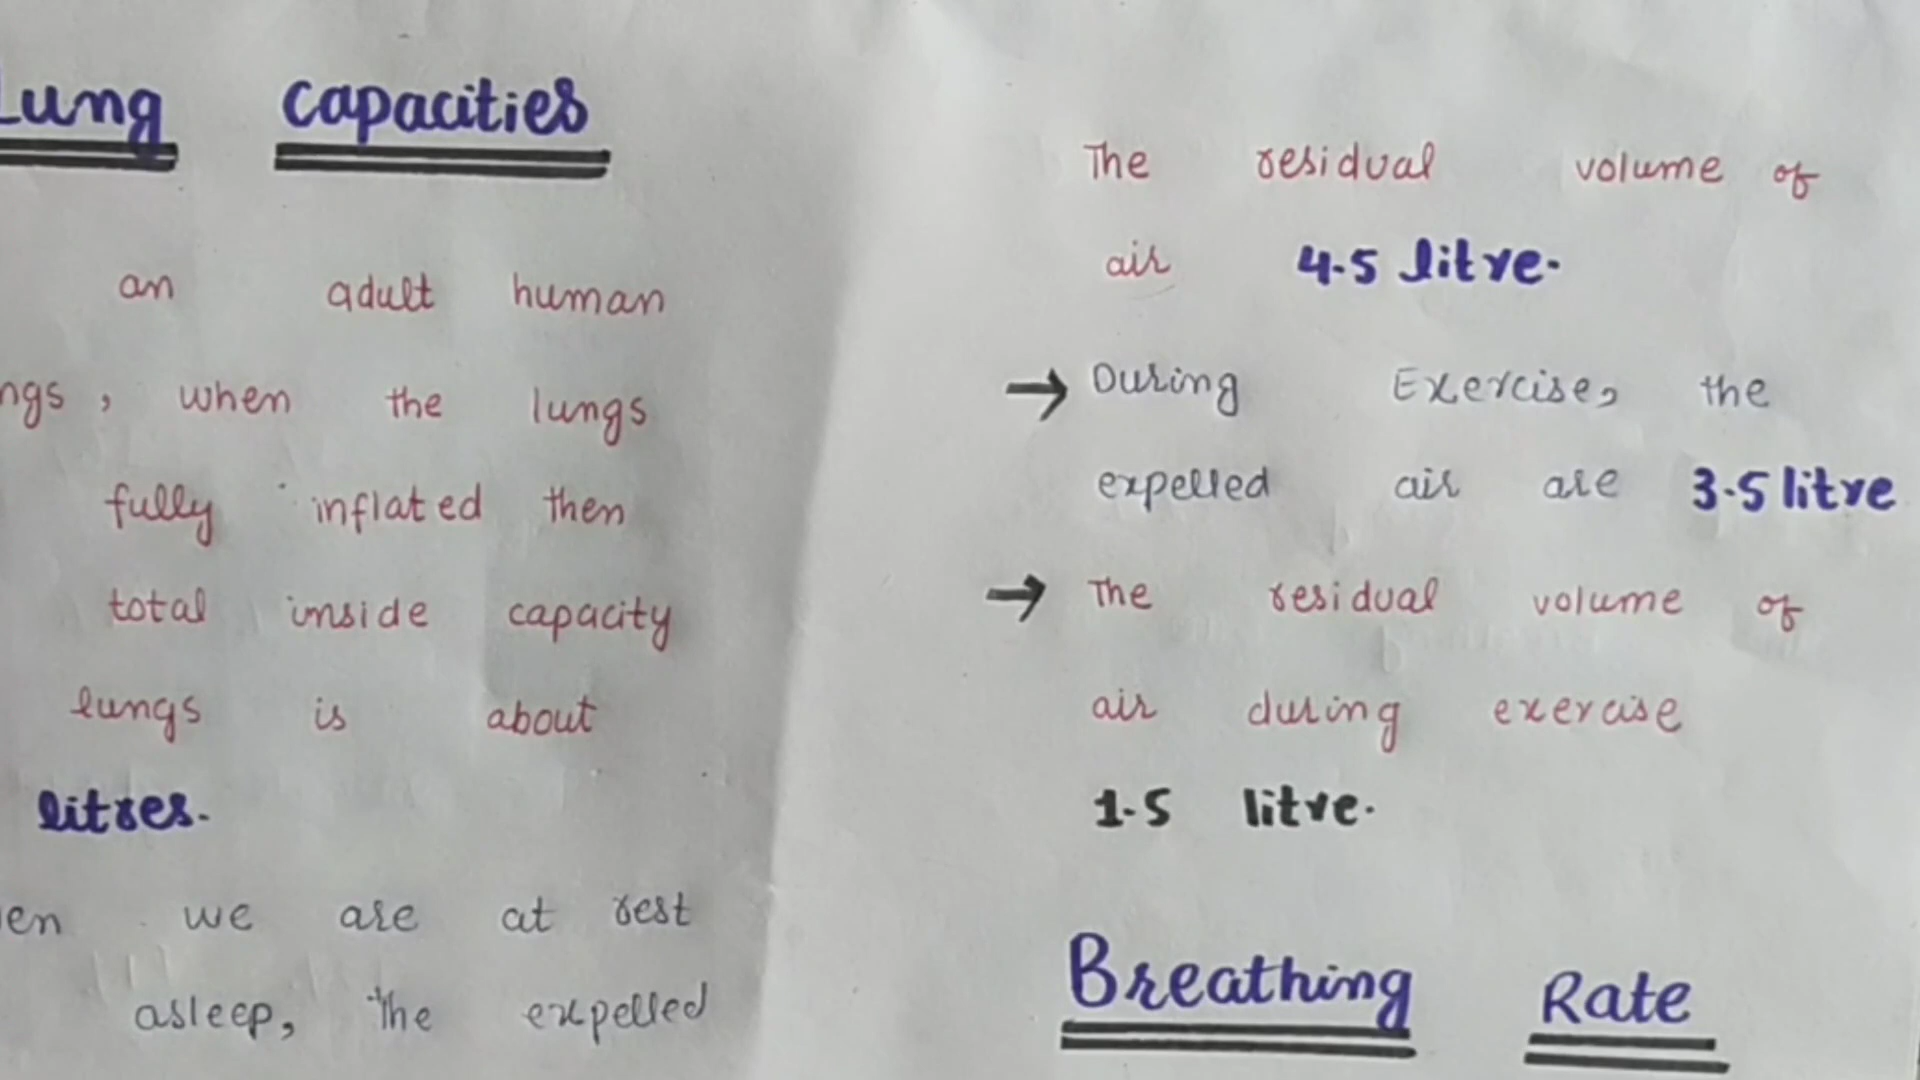 Lung capacities
an adult human
ngs, when the lungs
fully inflated then
total inside capacity
lungs is about
litres.
en we are at rest
asleep, the expelled
The residual volume of
air 4.5 litre.
→ During Exercise, the
expelled air are 3.5 litre
→ The residual volume of
air during exercise
1.5 litre.
Breathing Rate